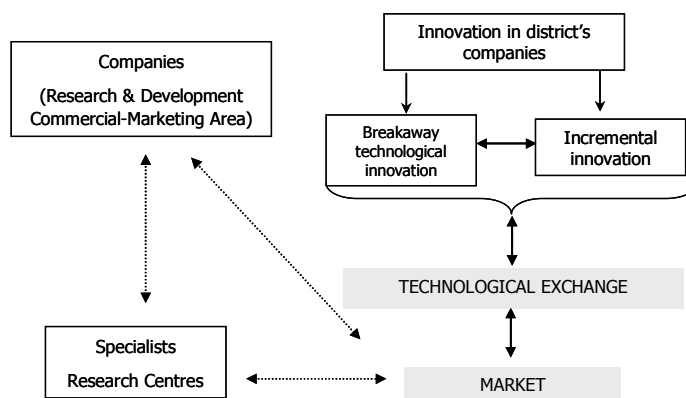 Innovation in district's
companies
Companies
(Research & Development
Commercial-Marketing Area)
Breakaway
technological
innovation
Incremental
innovation
TECHNOLOGICAL EXCHANGE
Specialists
Research Centres
MARKET